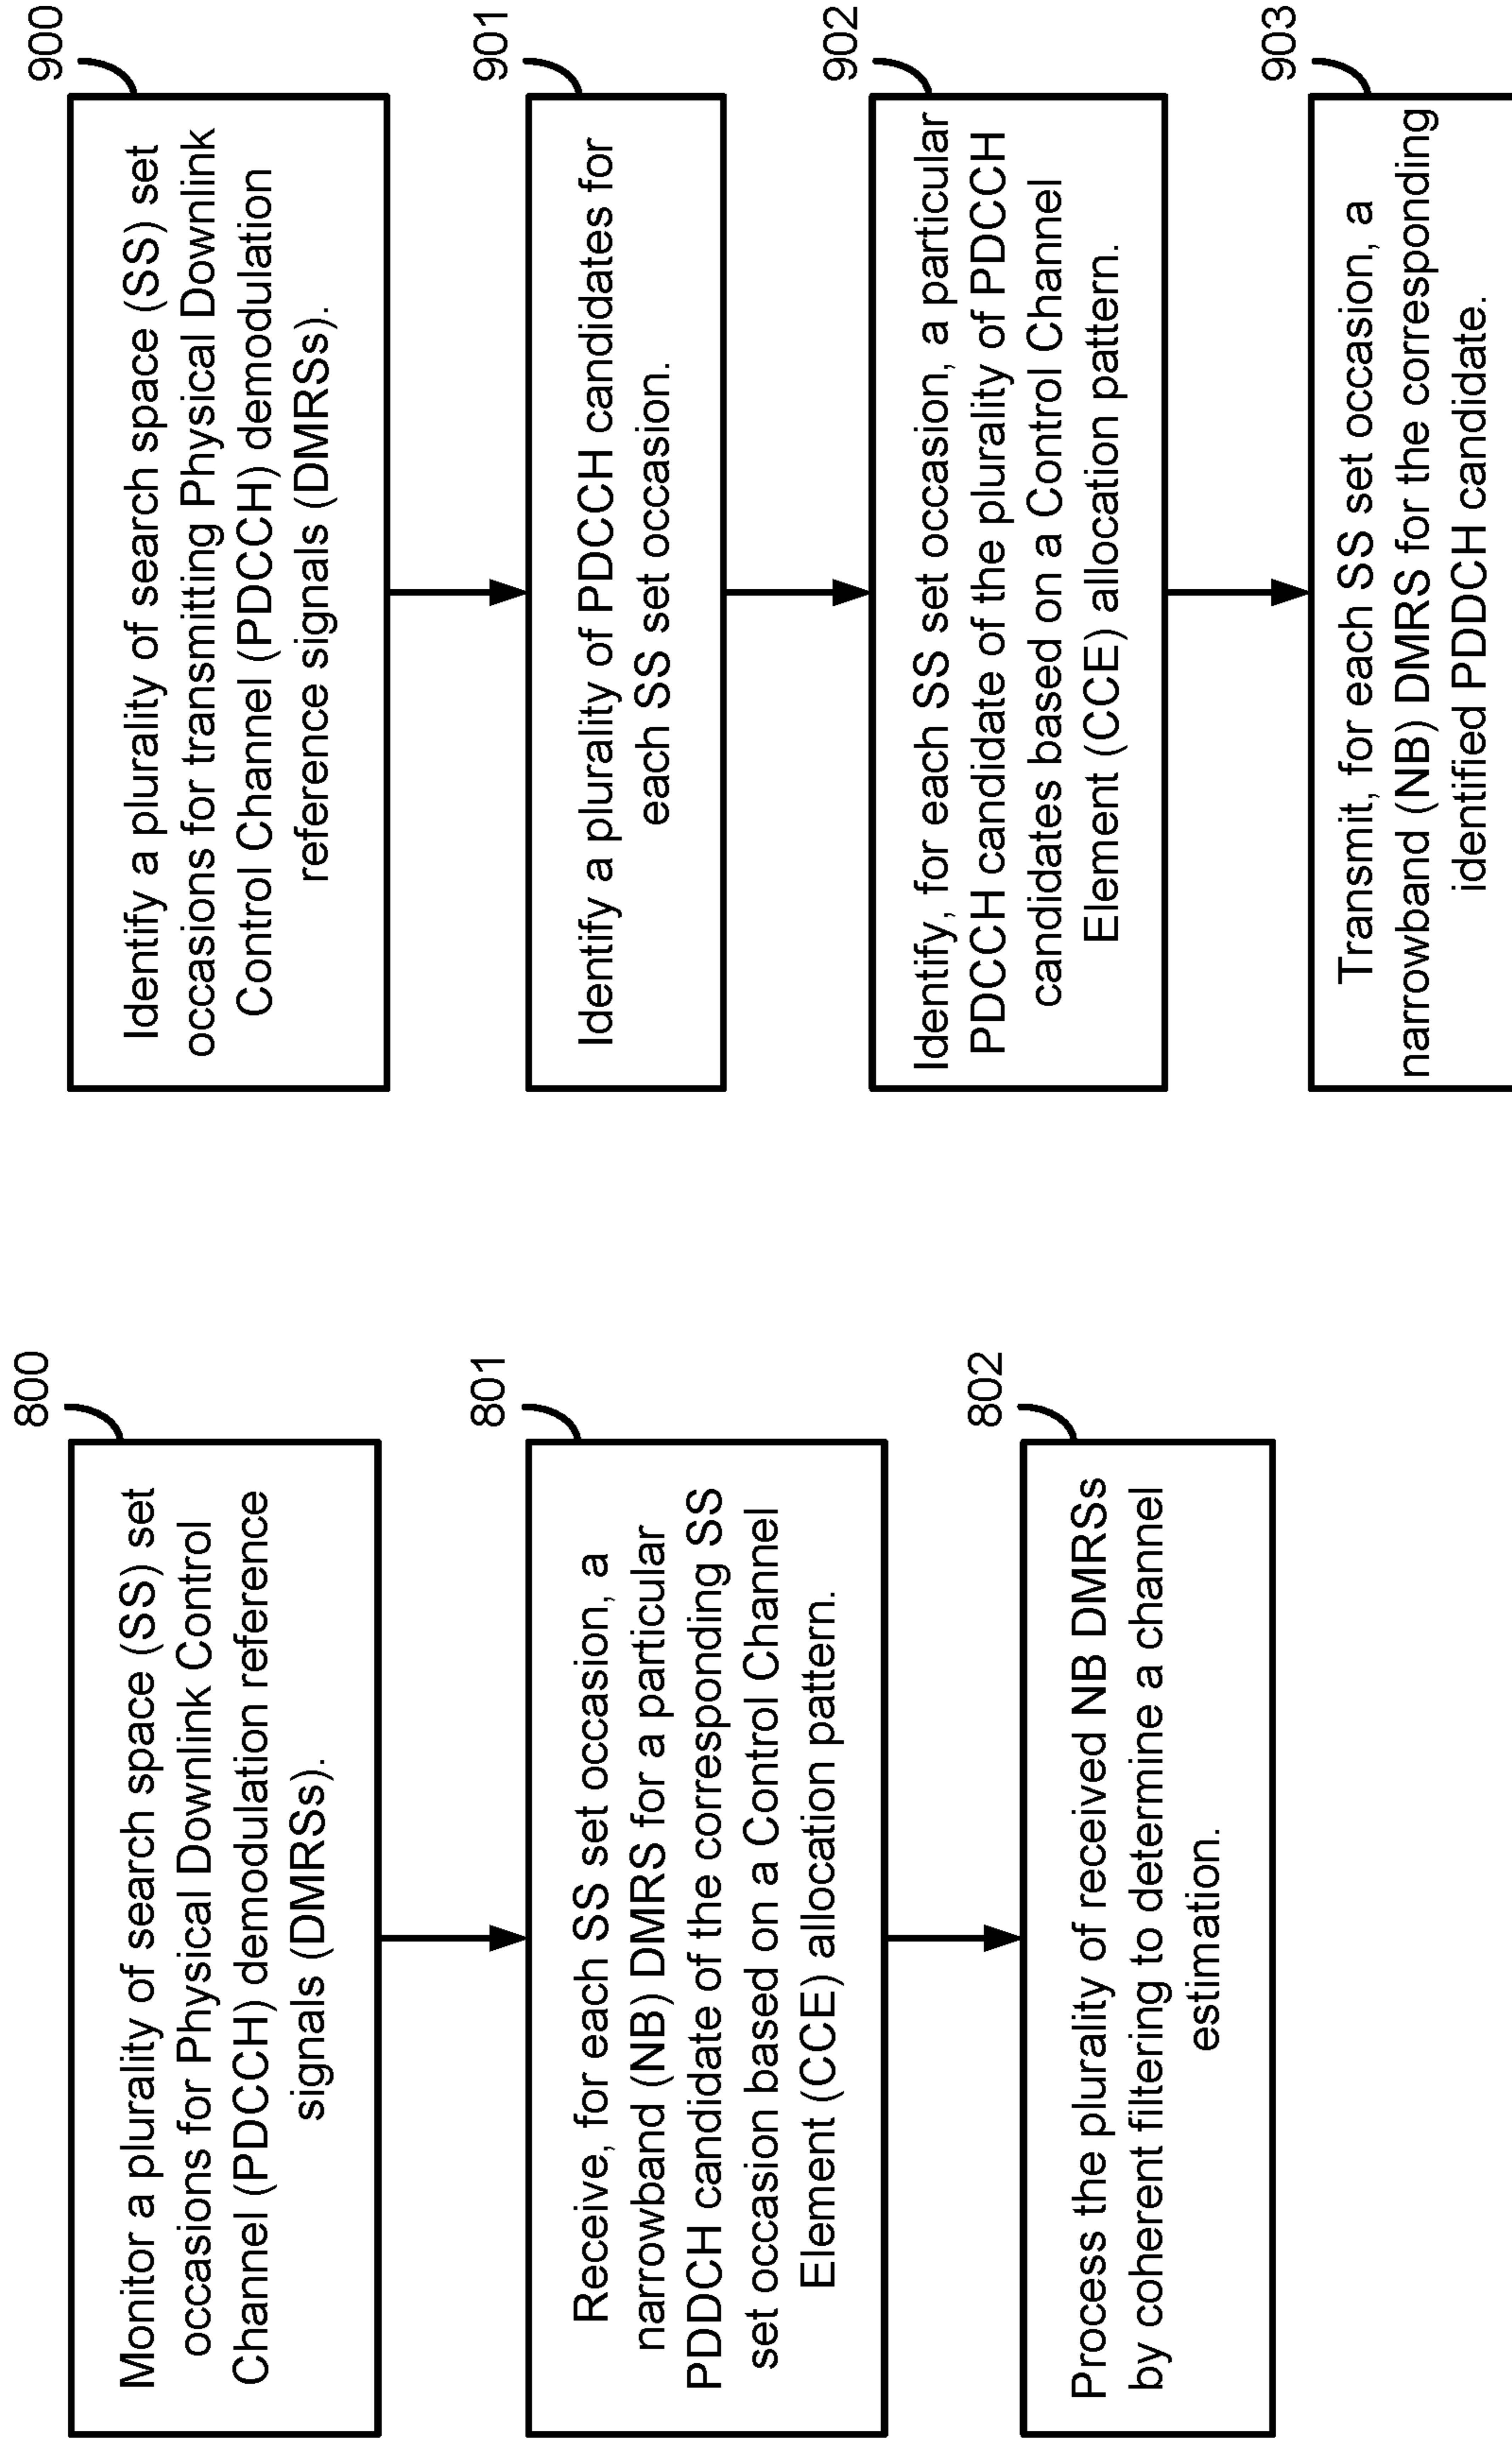 800
Monitor a plurality of search space (SS) set
occasions for Physical Downlink Control
Channel (PDCCH) demodulation reference
signals (DMRSs).
801
Receive, for each SS set occasion, a
narrowband (NB) DMRS for a particular
PDDCH candidate of the corresponding SS
set occasion based on a Control Channel
Element (CCE) allocation pattern.
802
Process the plurality of received NB DMRSs
by coherent filtering to determine a channel
estimation.
900
Identify a plurality of search space (SS) set
occasions for transmitting Physical Downlink
Control Channel (PDCCH) demodulation
reference signals (DMRSs).
901
Identify a plurality of PDCCH candidates for
each SS set occasion.
902
Identify, for each SS set occasion, a particular
PDCCH candidate of the plurality of PDCCH
candidates based on a Control Channel
Element (CCE) allocation pattern.
903
Transmit, for each SS set occasion, a
narrowband (NB) DMRS for the corresponding
identified PDDCH candidate.